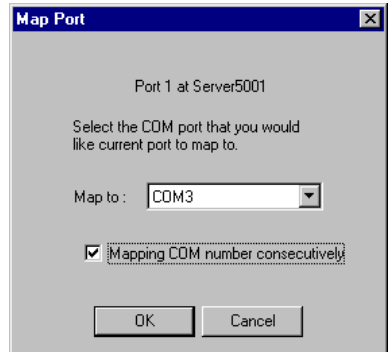 Map Port
Port 1 at Server5001
Select the COM port that you would
like current port to map to.
Map to : COM3
Mapping COM number consecutively
OK Cancel